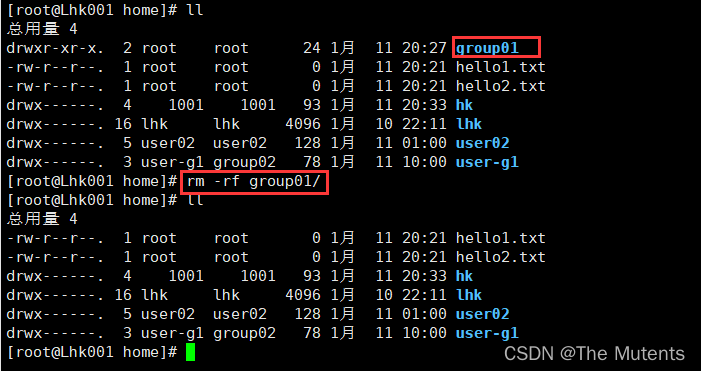 [root@Lhk001 home]# ll
总用量 4
drwxr-xr-x.  2 root    root      24 1月  11 20:27 group01
-rw-r--r--.  1 root    root       0 1月  11 20:21 hello1.txt
-rw-r--r--.  1 root    root       0 1月  11 20:21 hello2.txt
drwx------.  4    1001    1001   93 1月  11 20:33 hk
drwx------. 16 lhk     lhk     4096 1月  10 22:11 lhk
drwx------.  5 user02  user02   128 1月  11 01:00 user02
drwx------.  3 user-g1 group02   78 1月  11 10:00 user-g1
[root@Lhk001 home]# rm -rf group01/
[root@Lhk001 home]# ll
总用量 4
-rw-r--r--.  1 root    root       0 1月  11 20:21 hello1.txt
-rw-r--r--.  1 root    root       0 1月  11 20:21 hello2.txt
drwx------.  4    1001    1001   93 1月  11 20:33 hk
drwx------. 16 lhk     lhk     4096 1月  10 22:11 lhk
drwx------.  5 user02  user02   128 1月  11 01:00 user02
drwx------.  3 user-g1 group02   78 1月  11 10:00 user-g1
[root@Lhk001 home]#
CSDN @The Mutents